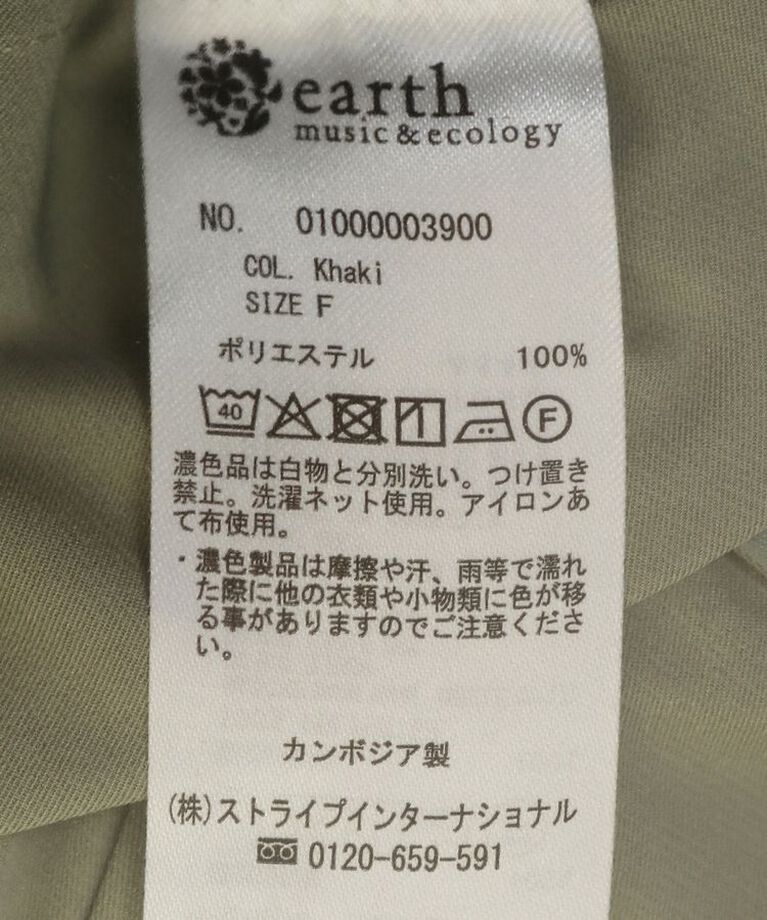 earth
music&ecology
NO. 01000003900
COL. Khaki
SIZE F
ポリエステル 100%
40 F
濃色品は白物と分別洗い。つけ置き
禁止。洗濯ネット使用。アイロンあ
て布使用。
・濃色製品は摩擦や汗、雨等で濡れ
た際に他の衣類や小物類に色が移
る事がありますのでご注意くださ
い。
カンボジア製
(株)ストライプインターナショナル
0120-659-591